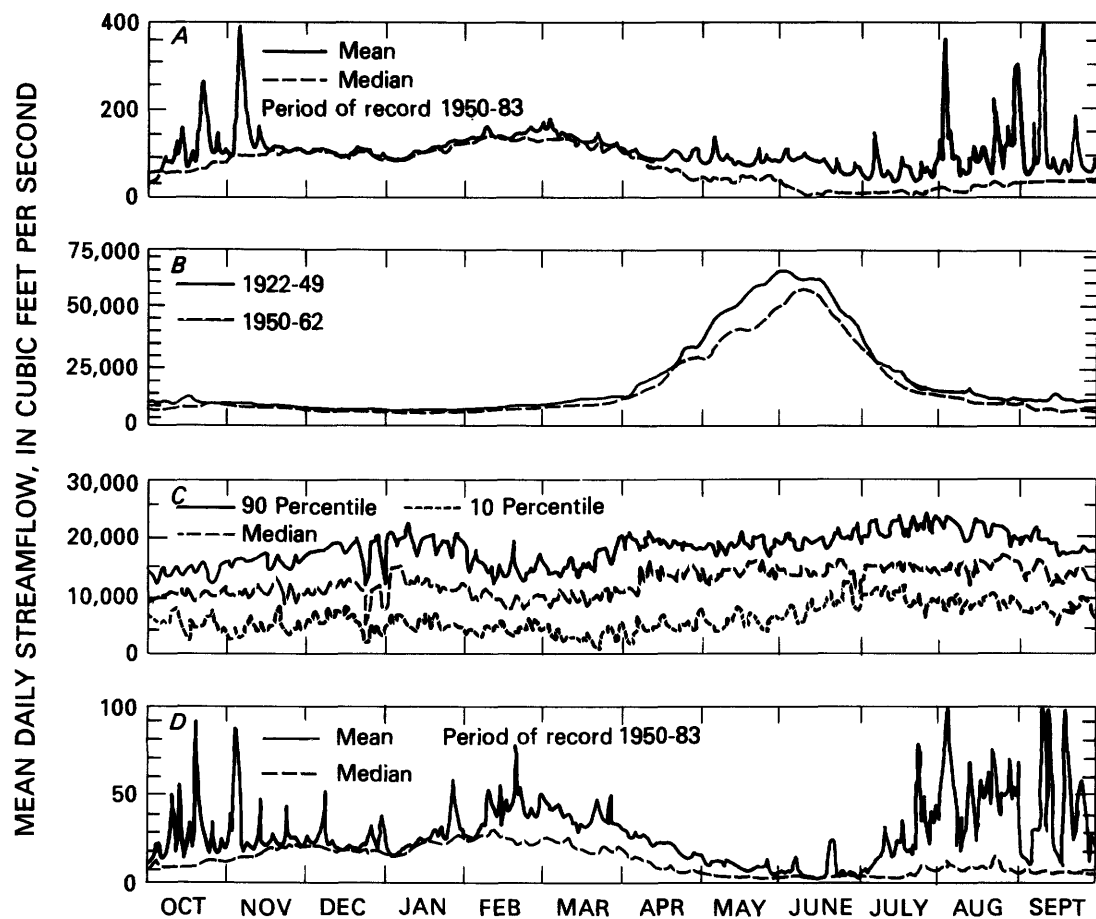 MEAN DAILY STREAMFLOW, IN CUBIC FEET PER SECOND
400
200
0
A
Mean
Median
Period of record 1950-83
75,000
50,000
25,000
0
B
1922-49
1950-62
30,000
20,000
10,000
0
C
90 Percentile 10 Percentile
Median
100
50
0
D
Mean Period of record 1950-83
Median
OCT NOV DEC JAN FEB MAR APR MAY JUNE JULY AUG SEPT